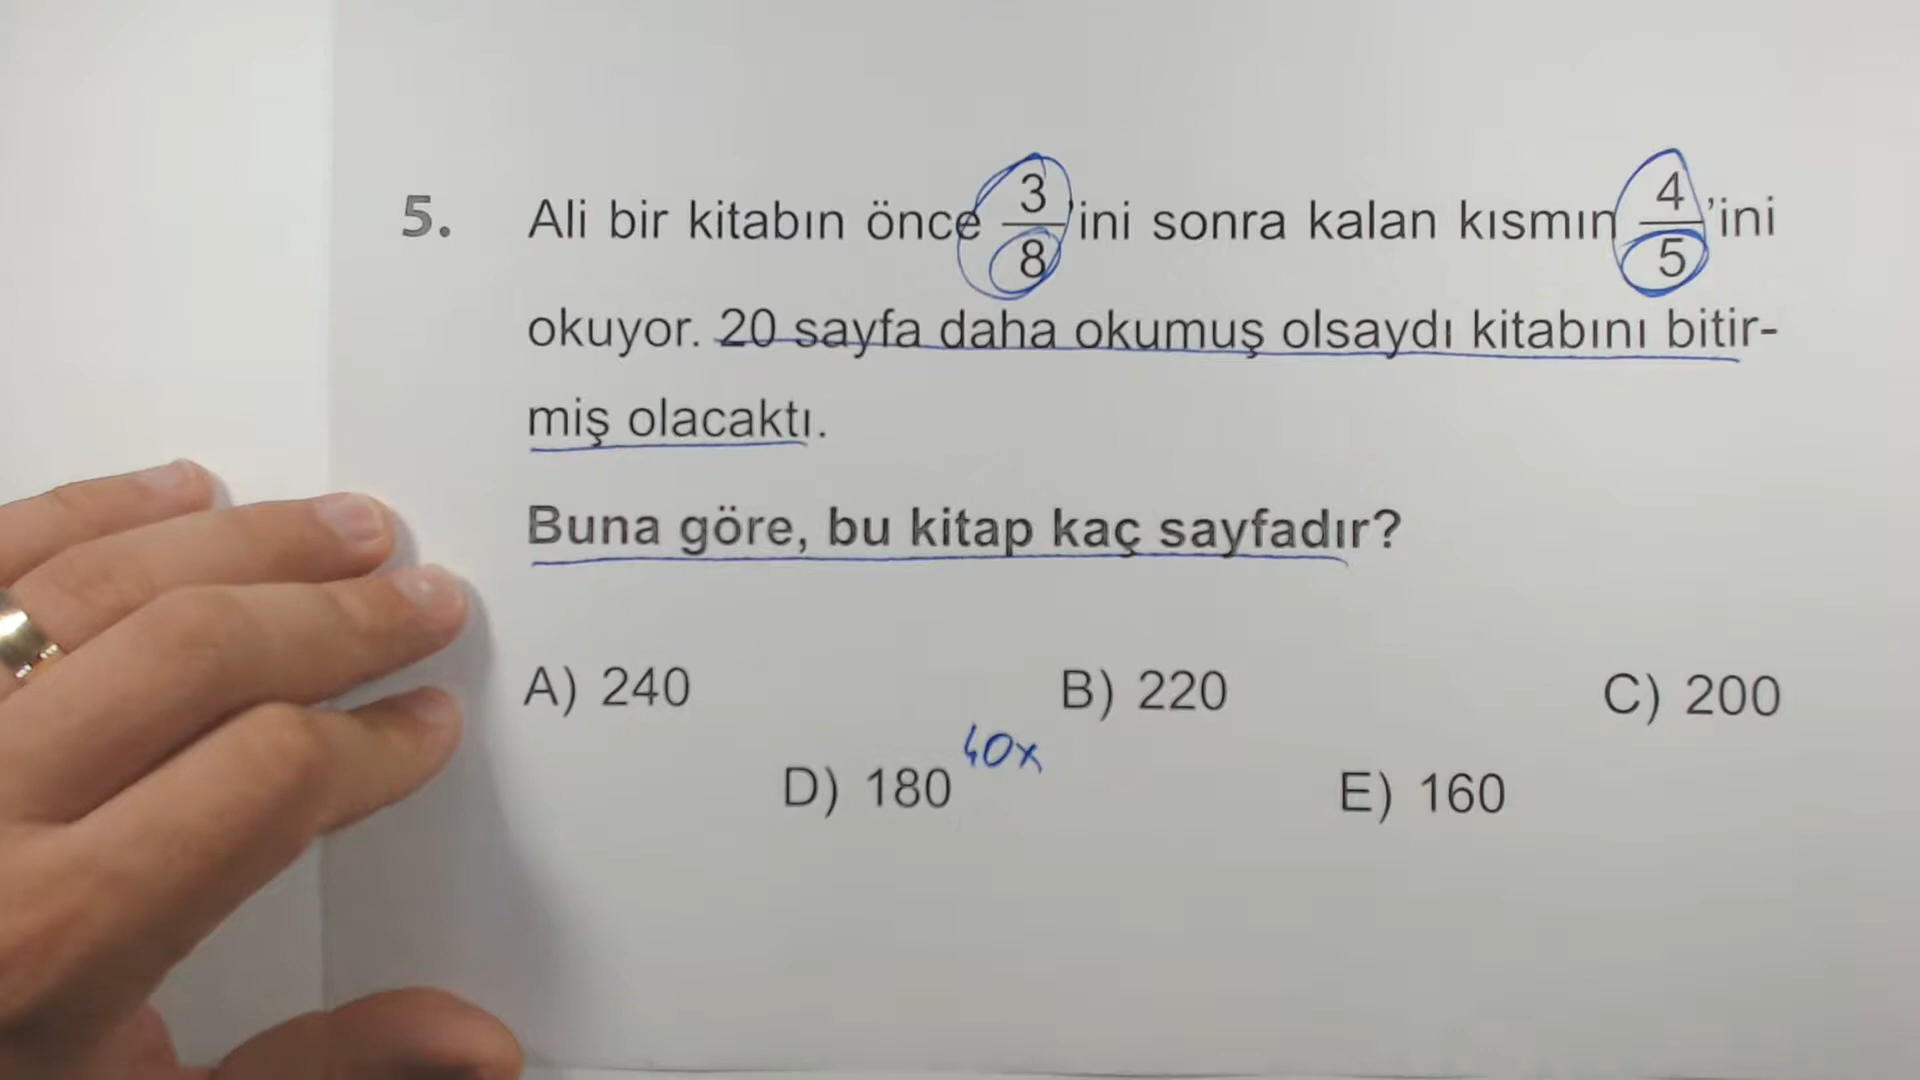 5. Ali bir kitabın önce 3/8'ini sonra kalan kısmın 4/5'ini
okuyor. 20 sayfa daha okumuş olsaydı kitabını bitir-
miş olacaktı.
Buna göre, bu kitap kaç sayfadır?
A) 240 B) 220 C) 200
40x
D) 180 E) 160